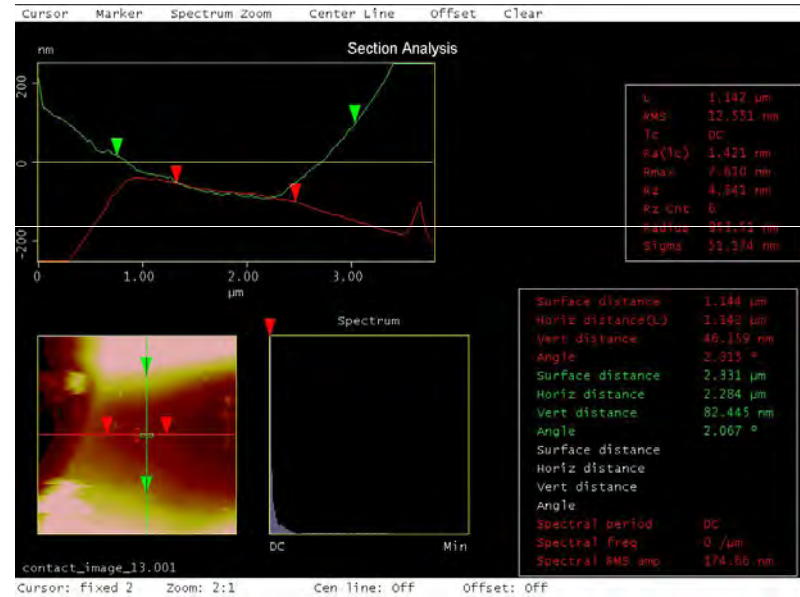 Cursor Marker Spectrum Zoom Center Line Offset Clear
Section Analysis
nm
200
0
-200
0 1.00 2.00 3.00
µm
L 1.142 µm
RMS 12.531 nm
lc DC
Ra(lc) 1.421 nm
Rmax 7.610 nm
Rz 4.541 nm
Rz Cnt 6
Radius
Sigma 51.374 nm
Surface distance 1.144 µm
Horiz distance(L) 1.142 µm
Vert distance 46.159 nm
Angle 2.315 °
Surface distance 2.331 µm
Horiz distance 2.284 µm
Vert distance 82.445 nm
Angle 2.067 °
Surface distance
Horiz distance
Vert distance
Angle
Spectral period DC
Spectral freq 0 /µm
Spectral RMS amp 174.66 nm
Spectrum
DC Min
contact_image_13.001
Cursor: fixed 2 Zoom: 2:1 Cen line: Off Offset: Off